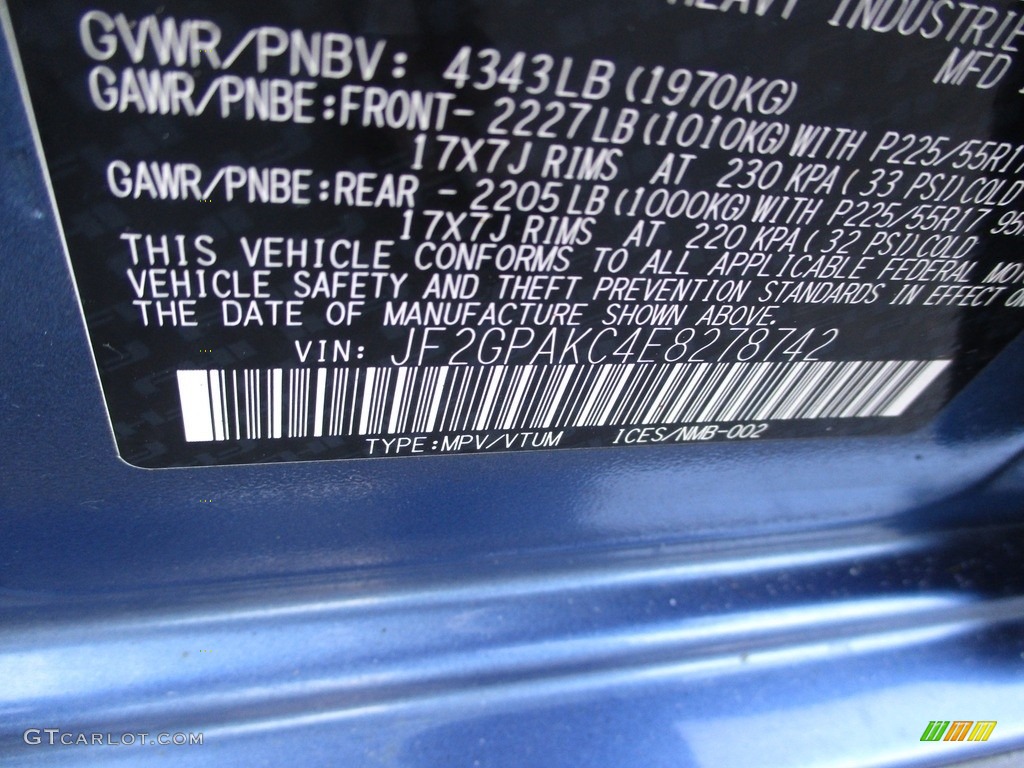 HEAVY INDUSTRIE
MFD
GVWR/PNBV: 4343LB (1970KG)
GAWR/PNBE:FRONT- 2227LB(1010KG)WITH P225/55R17
17X7J RIMS AT 230 KPA( 33 PSI)COLD
GAWR/PNBE:REAR - 2205LB(1000KG)WITH P225/55R17 95
17X7J RIMS AT 220 KPA( 32 PSI)COLD
THIS VEHICLE CONFORMS TO ALL APPLICABLE FEDERAL MO
VEHICLE SAFETY AND THEFT PREVENTION STANDARDS IN EFFECT O
THE DATE OF MANUFACTURE SHOWN ABOVE.
VIN: JF2GPAKC4E8278742
TYPE:MPV/VTUM ICES/NMB-002
GTCARLOT.COM